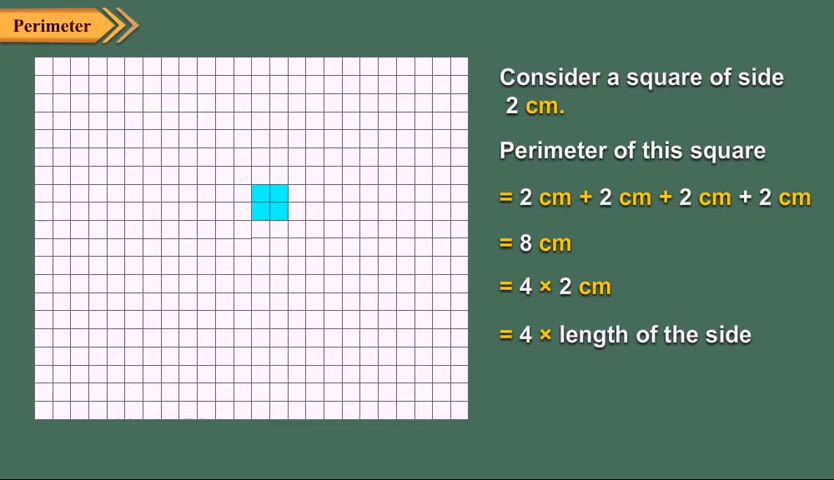 Perimeter
Consider a square of side
2 cm.
Perimeter of this square
= 2 cm + 2 cm + 2 cm + 2 cm
= 8 cm
= 4 × 2 cm
= 4 × length of the side